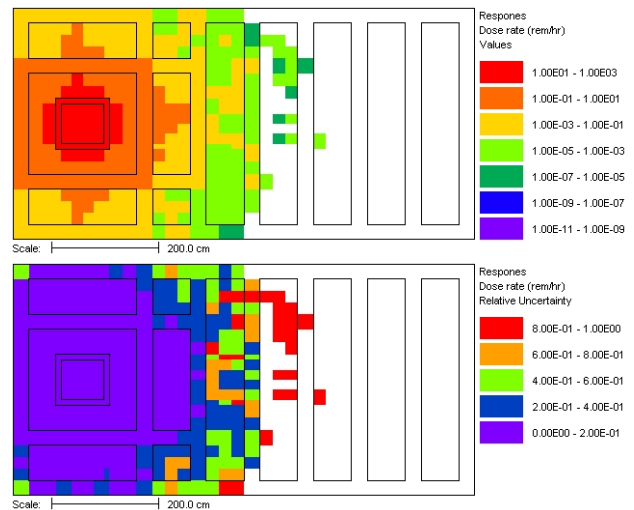 Respones
Dose rate (rem/hr)
Values
1.00E01 - 1.00E03
1.00E-01 - 1.00E01
1.00E-03 - 1.00E-01
1.00E-05 - 1.00E-03
1.00E-07 - 1.00E-05
1.00E-09 - 1.00E-07
1.00E-11 - 1.00E-09
Scale: 200.0 cm
Respones
Dose rate (rem/hr)
Relative Uncertainty
8.00E-01 - 1.00E00
6.00E-01 - 8.00E-01
4.00E-01 - 6.00E-01
2.00E-01 - 4.00E-01
0.00E00 - 2.00E-01
Scale: 200.0 cm